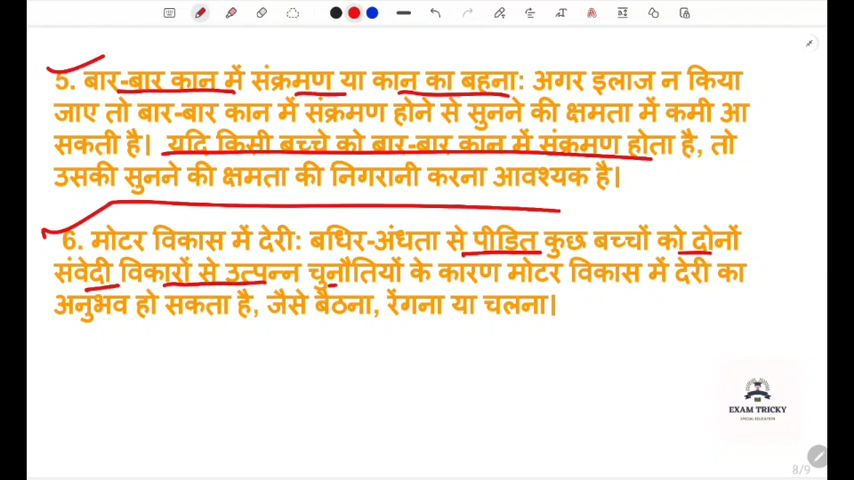 5. बार-बार कान में संक्रमण या कान का बहना: अगर इलाज न किया
जाए तो बार-बार कान में संक्रमण होने से सुनने की क्षमता में कमी आ
सकती है। यदि किसी बच्चे को बार-बार कान में संक्रमण होता है, तो
उसकी सुनने की क्षमता की निगरानी करना आवश्यक है।
6. मोटर विकास में देरी: बधिर-अंधता से पीड़ित कुछ बच्चों को दोनों
संवेदी विकारों से उत्पन्न चुनौतियों के कारण मोटर विकास में देरी का
अनुभव हो सकता है, जैसे बैठना, रेंगना या चलना।
EXAM TRICKY
SPECIAL EDUCATION
8/9